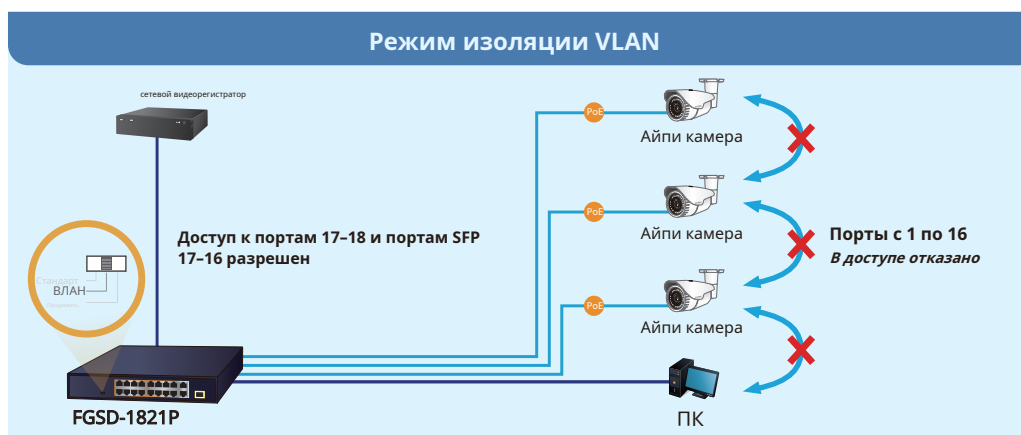 Режим изоляции VLAN
сетевой видеорегистратор
PoE
Айпи камера
PoE
Айпи камера
Доступ к портам 17–18 и портам SFP
17–16 разрешен
Порты с 1 по 16
В доступе отказано
Стандарт
ВЛАН
PoE
Айпи камера
FGSD-1821P
ПК